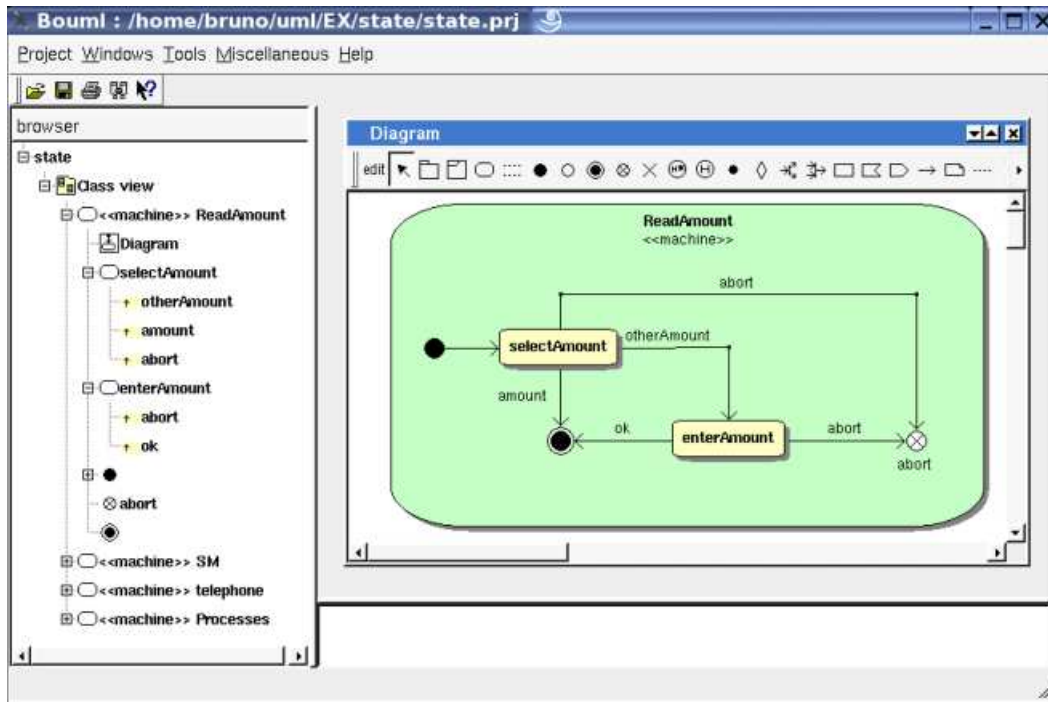 Bouml : /home/bruno/uml/EX/state/state.prj
Project Windows Tools Miscellaneous Help
browser
state
Class view
<<machine>> ReadAmount
Diagram
selectAmount
otherAmount
amount
abort
enterAmount
abort
ok
abort
<<machine>> SM
<<machine>> telephone
<<machine>> Processes
Diagram
edit
ReadAmount
<<machine>>
abort
selectAmount
otherAmount
amount
ok
enterAmount
abort
abort